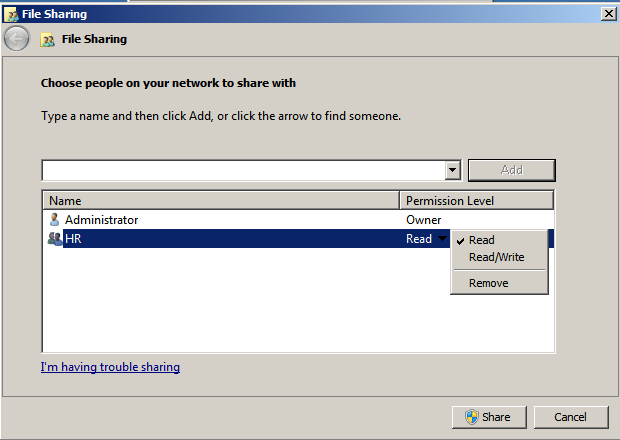 File Sharing
File Sharing
Choose people on your network to share with
Type a name and then click Add, or click the arrow to find someone.
Add
Name Permission Level
Administrator Owner
HR Read
Read
Read/Write
Remove
I'm having trouble sharing
Share Cancel